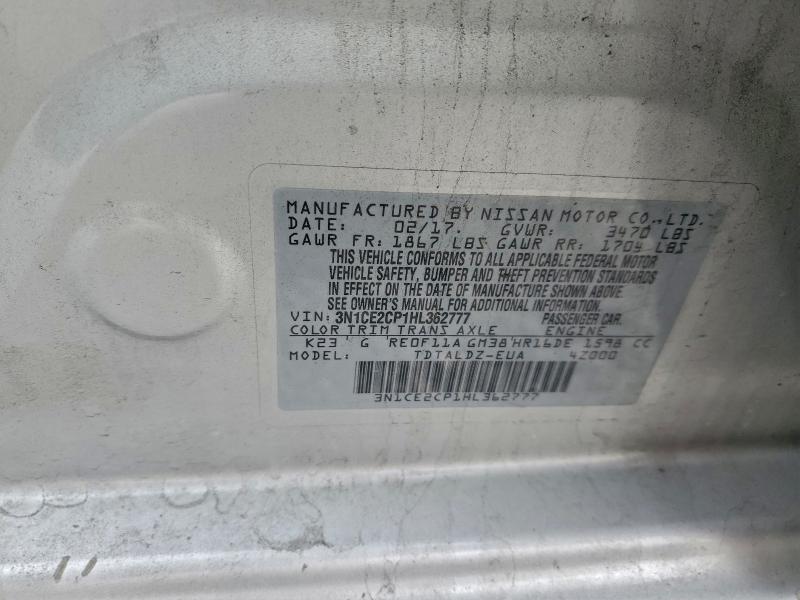 MANUFACTURED BY NISSAN MOTOR CO.,LTD.
DATE: 02/17. GVWR: 3470 LBS
GAWR FR: 1867 LBS GAWR RR: 1704 LBS
THIS VEHICLE CONFORMS TO ALL APPLICABLE FEDERAL MOTOR
VEHICLE SAFETY, BUMPER AND THEFT PREVENTION STANDARDS
IN EFFECT ON THE DATE OF MANUFACTURE SHOWN ABOVE.
SEE OWNER'S MANUAL FOR ADDITIONAL INFORMATION.
VIN: 3N1CE2CP1HL362777 PASSENGER CAR.
COLOR TRIM TRANS AXLE ENGINE
K23 G RE0F11A GM38 HR16DE 1598 CC
MODEL: TDTALDZ-EUA 42000
3N1CE2CP1HL362777